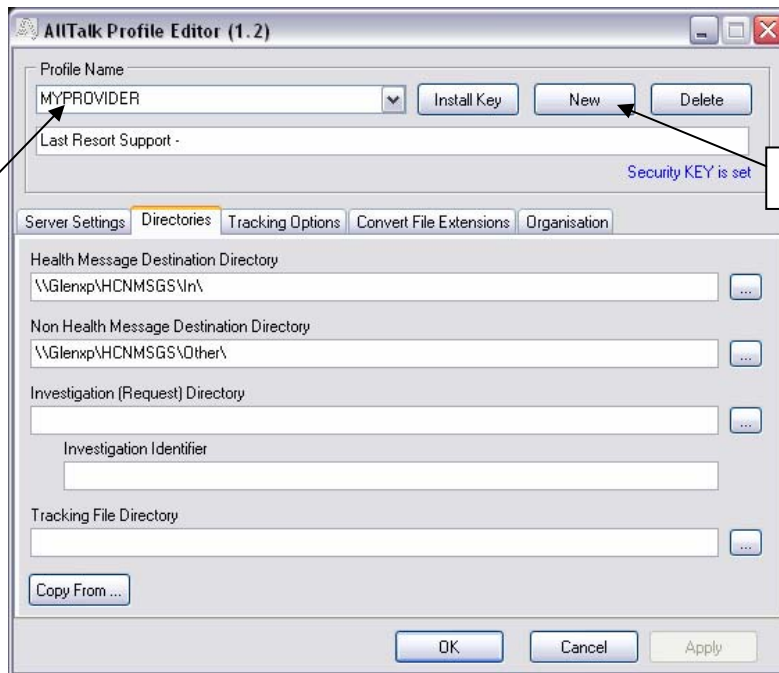 AllTalk Profile Editor (1.2)
Profile Name
MYPROVIDER
Install Key
New
Delete
Last Resort Support -
Security KEY is set
Server Settings Directories Tracking Options Convert File Extensions Organisation
Health Message Destination Directory
\\Glenxp\HCNMSGS\In\
...
Non Health Message Destination Directory
\\Glenxp\HCNMSGS\Other\
...
Investigation (Request) Directory
...
Investigation Identifier
Tracking File Directory
...
Copy From ...
OK
Cancel
Apply